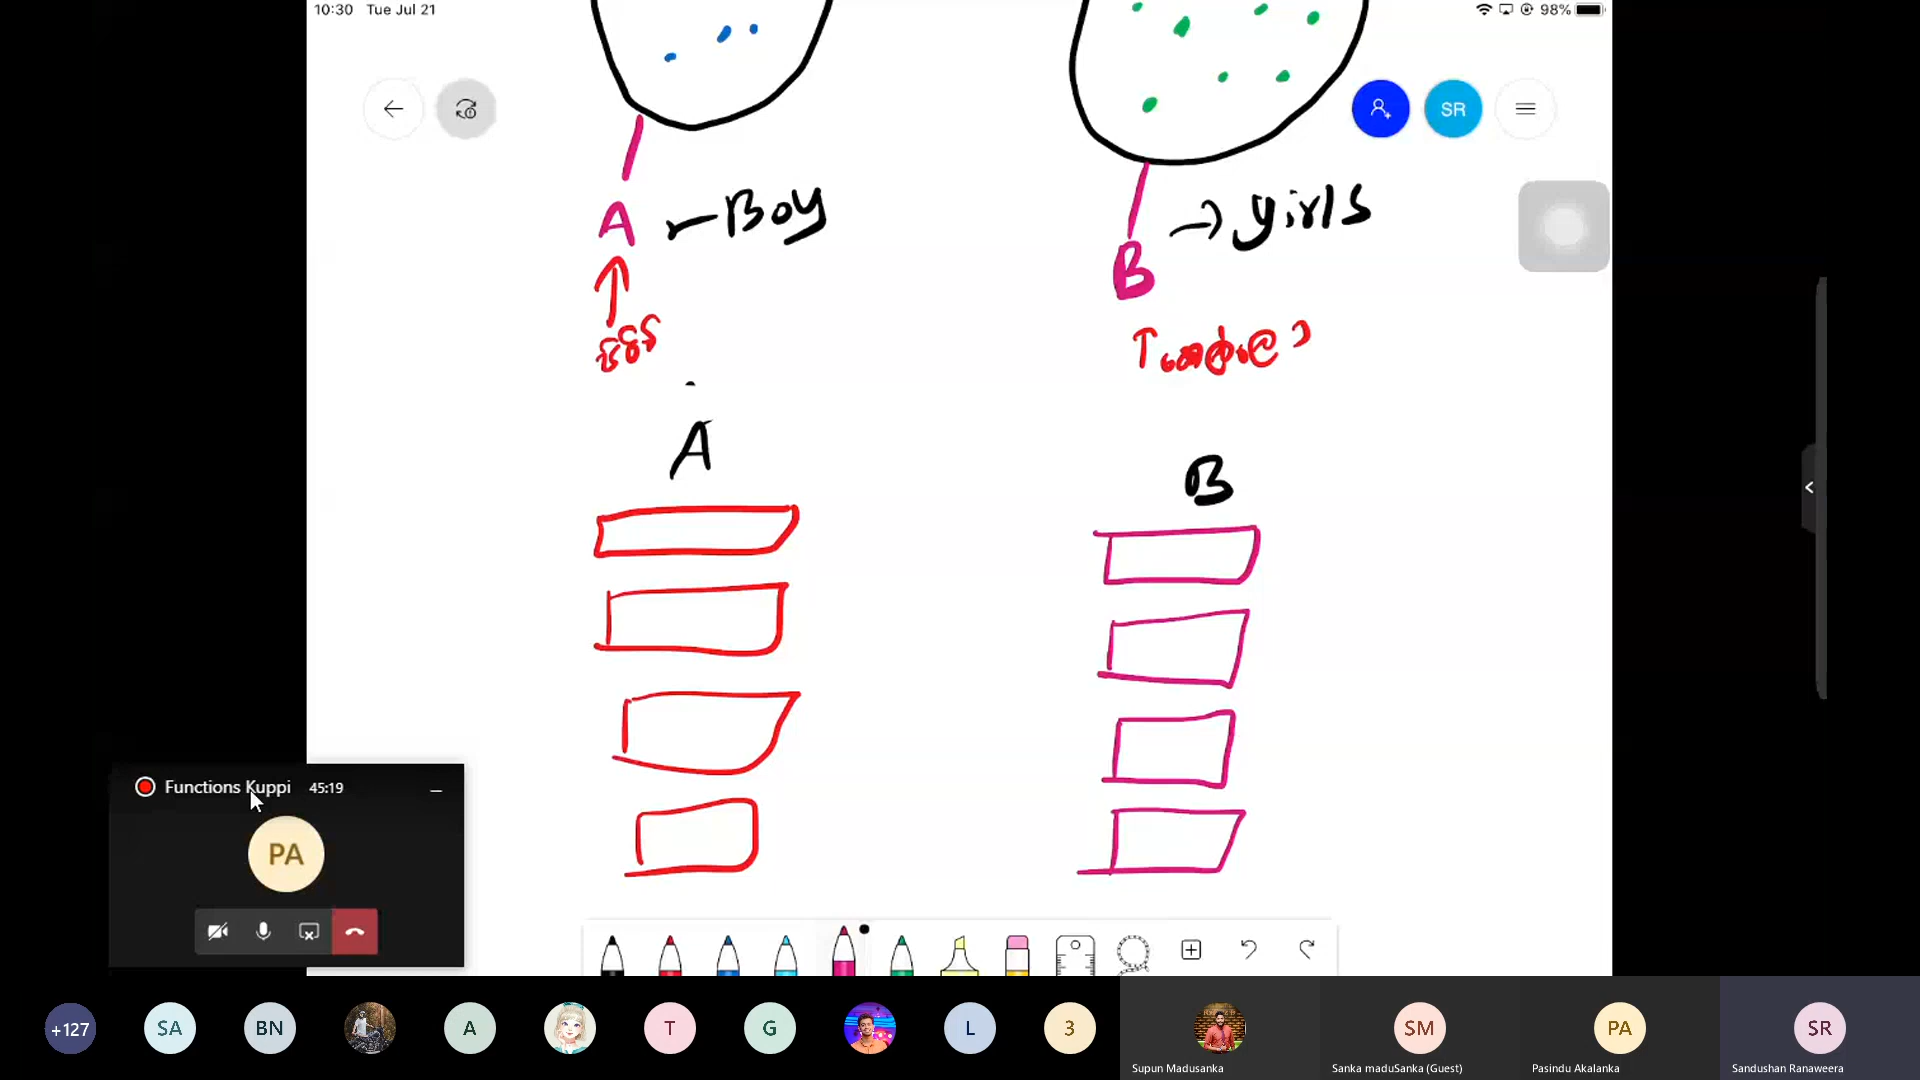 10:30 Tue Jul 21
98%
SR
A
Boy
→ girls
B
A
B
Functions Kuppi 45:19
PA
+127
SA
BN
A
T
G
L
3
SM
PA
SR
Supun Madusanka
Sanka maduSanka (Guest)
Pasindu Akalanka
Sandushan Ranaweera